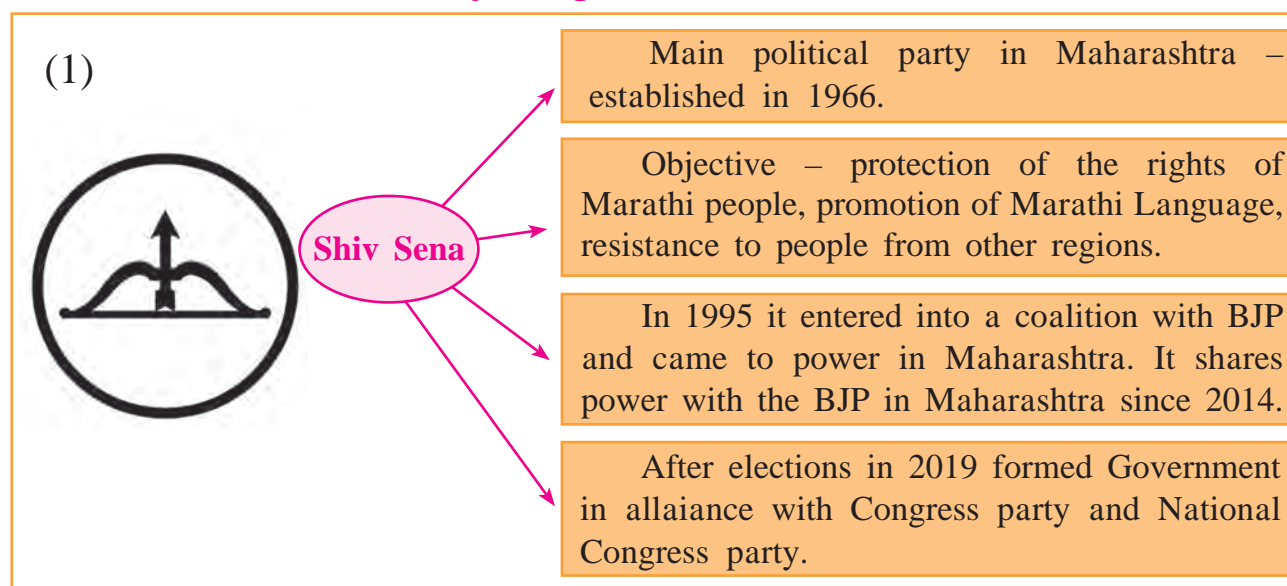 (1)
Shiv Sena
Main political party in Maharashtra –
established in 1966.
Objective – protection of the rights of
Marathi people, promotion of Marathi Language,
resistance to people from other regions.
In 1995 it entered into a coalition with BJP
and came to power in Maharashtra. It shares
power with the BJP in Maharashtra since 2014.
After elections in 2019 formed Government
in allaiance with Congress party and National
Congress party.